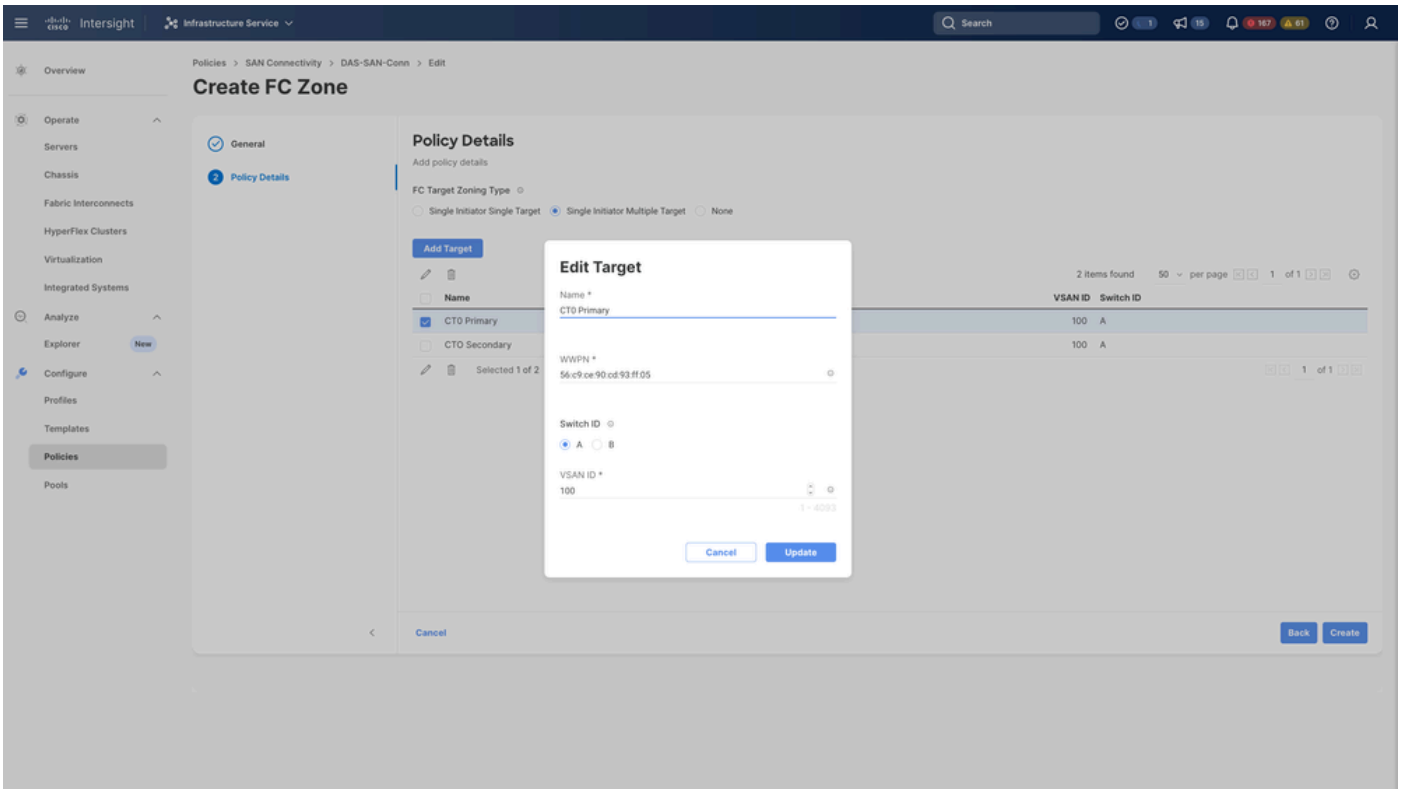 cisco Intersight Infrastructure Service Search 1 15 167 61
Overview
Operate
Servers
Chassis
Fabric Interconnects
HyperFlex Clusters
Virtualization
Integrated Systems
Analyze
Explorer New
Configure
Profiles
Templates
Policies
Pools
Policies > SAN Connectivity > DAS-SAN-Conn > Edit
Create FC Zone
General
2 Policy Details
Policy Details
Add policy details
FC Target Zoning Type
Single Initiator Single Target Single Initiator Multiple Target None
Add Target
2 items found 50 per page 1 of 1
Name VSAN ID Switch ID
CT0 Primary 100 A
CTO Secondary 100 A
Selected 1 of 2 1 of 1
Edit Target
Name *
CT0 Primary
WWPN *
56:c9:ce:90:cd:93:ff:05
Switch ID
A B
VSAN ID *
100
1 - 4093
Cancel Update
Cancel Back Create